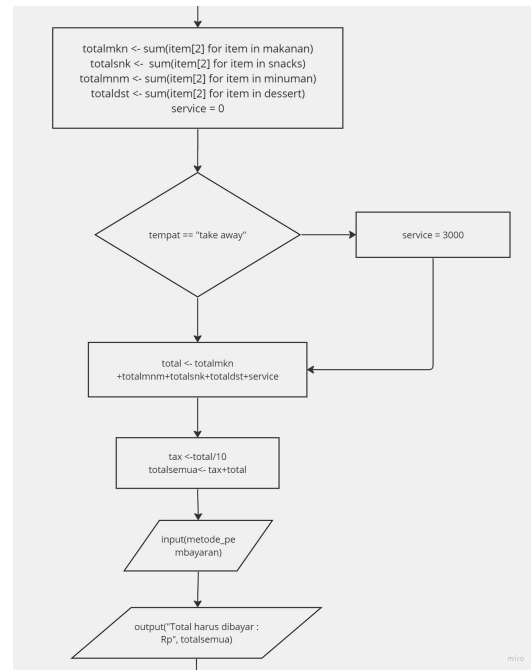 totalmkn <- sum(item[2] for item in makanan)
totalsnk <- sum(item[2] for item in snacks)
totalmnm <- sum(item[2] for item in minuman)
totaldst <- sum(item[2] for item in dessert)
service = 0
tempat == "take away"
service = 3000
total <- totalmkn
+totalmnm+totalsnk+totaldst+service
tax <-total/10
totalsemua<- tax+total
input(metode_pe
mbayaran)
output("Total harus dibayar :
Rp", totalsemua)
miro